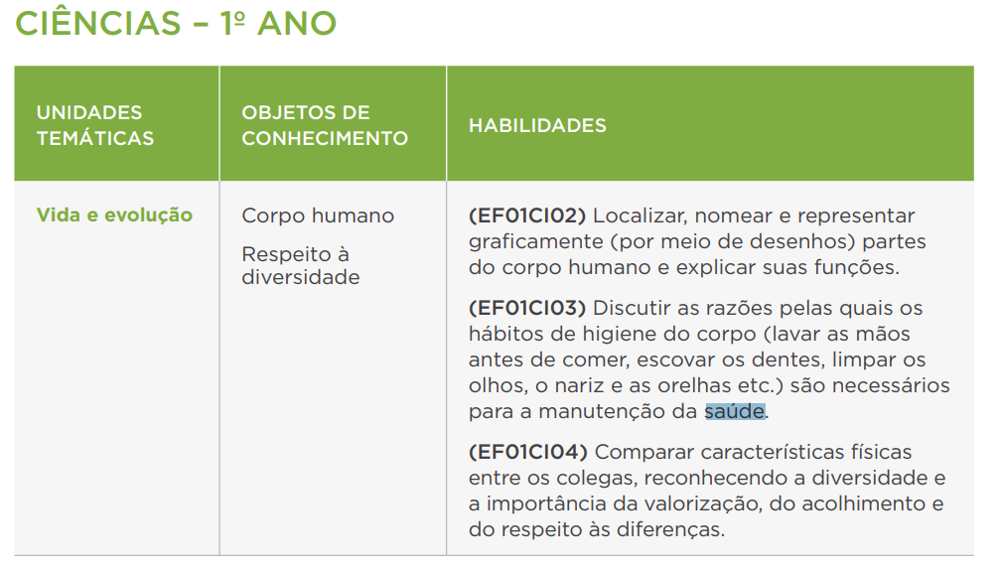 CIÊNCIAS – 1º ANO
UNIDADES
TEMÁTICAS
OBJETOS DE
CONHECIMENTO
HABILIDADES
Vida e evolução
Corpo humano
Respeito à
diversidade
(EF01CI02) Localizar, nomear e representar
graficamente (por meio de desenhos) partes
do corpo humano e explicar suas funções.
(EF01CI03) Discutir as razões pelas quais os
hábitos de higiene do corpo (lavar as mãos
antes de comer, escovar os dentes, limpar os
olhos, o nariz e as orelhas etc.) são necessários
para a manutenção da saúde.
(EF01CI04) Comparar características físicas
entre os colegas, reconhecendo a diversidade e
a importância da valorização, do acolhimento e
do respeito às diferenças.